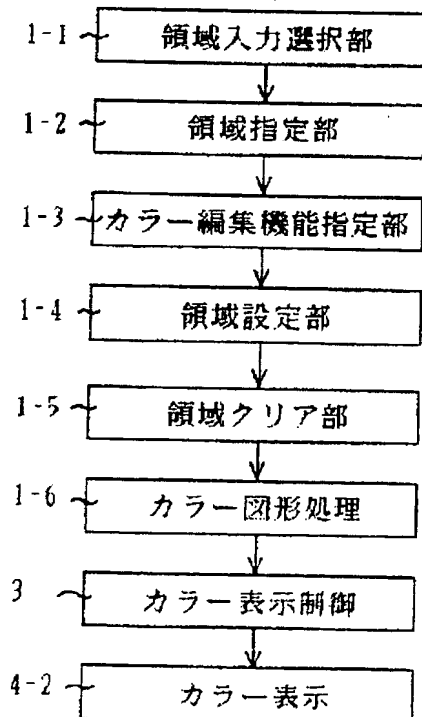 1-1 領域入力選択部
1-2 領域指定部
1-3 カラー編集機能指定部
1-4 領域設定部
1-5 領域クリア部
1-6 カラー図形処理
3 カラー表示制御
4-2 カラー表示